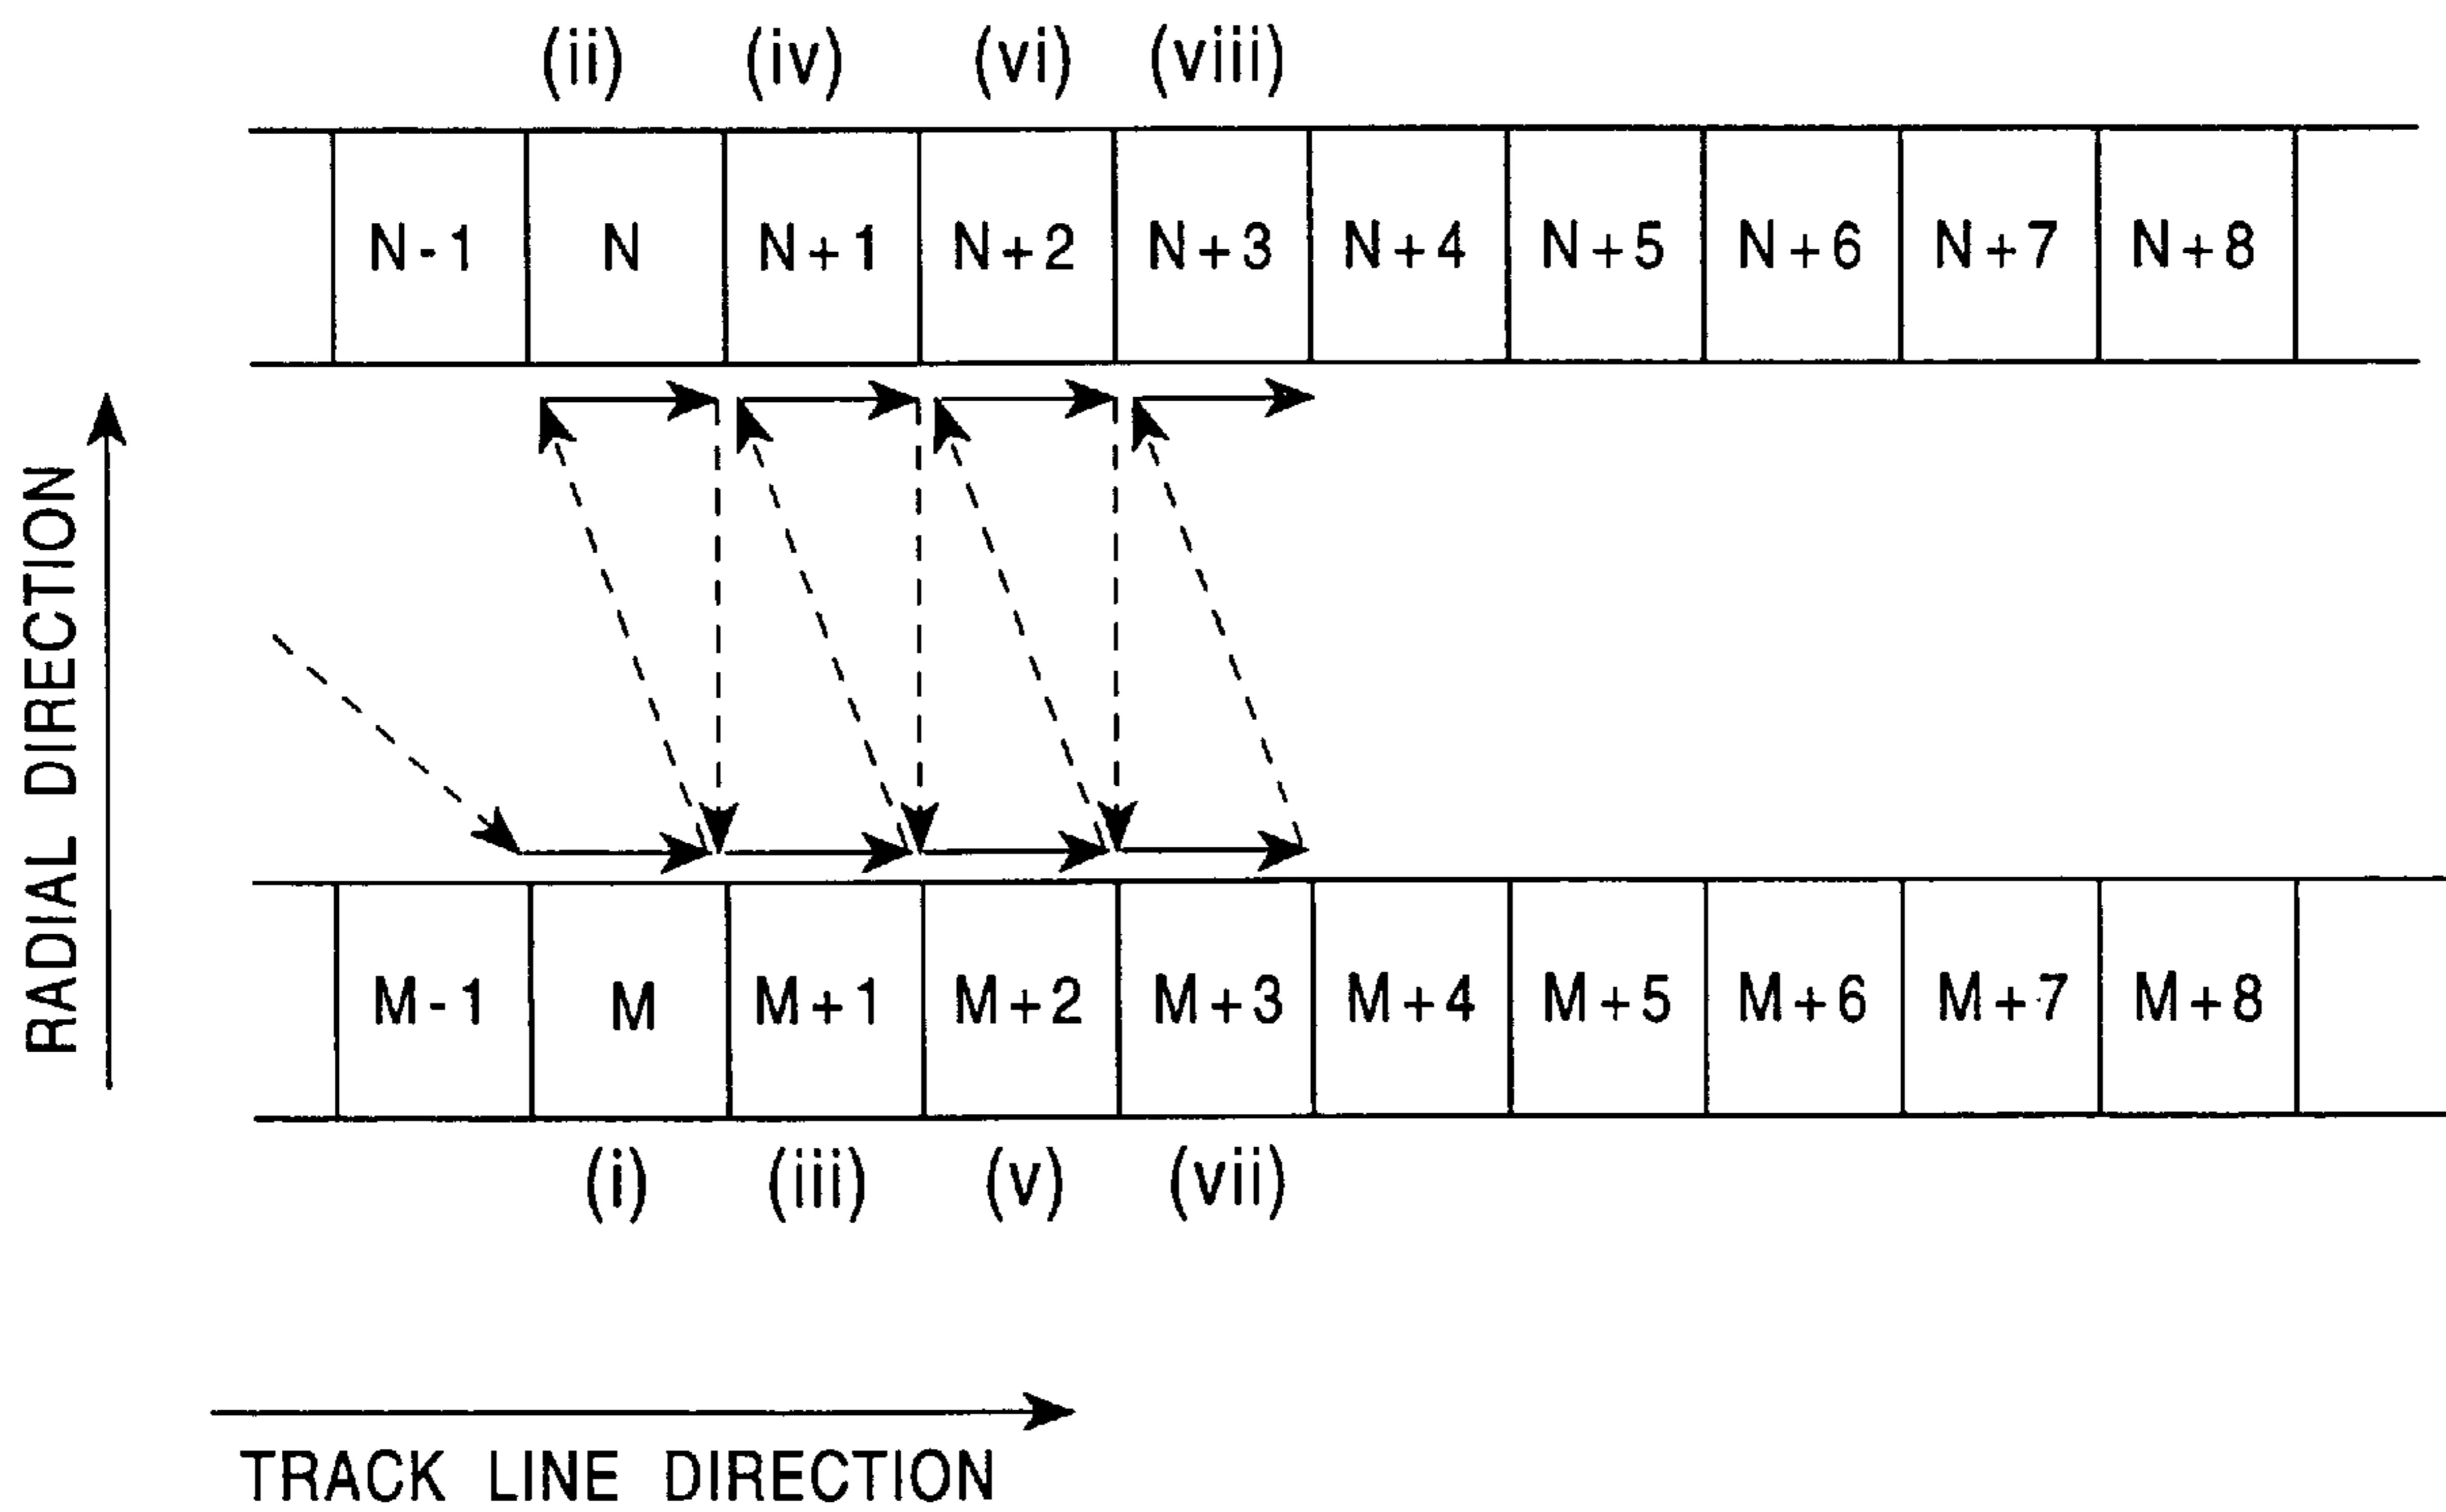 (ii) (iv) (vi) (viii)
N-1 N N+1 N+2 N+3 N+4 N+5 N+6 N+7 N+8
RADIAL DIRECTION
M-1 M M+1 M+2 M+3 M+4 M+5 M+6 M+7 M+8
(i) (iii) (v) (vii)
TRACK LINE DIRECTION